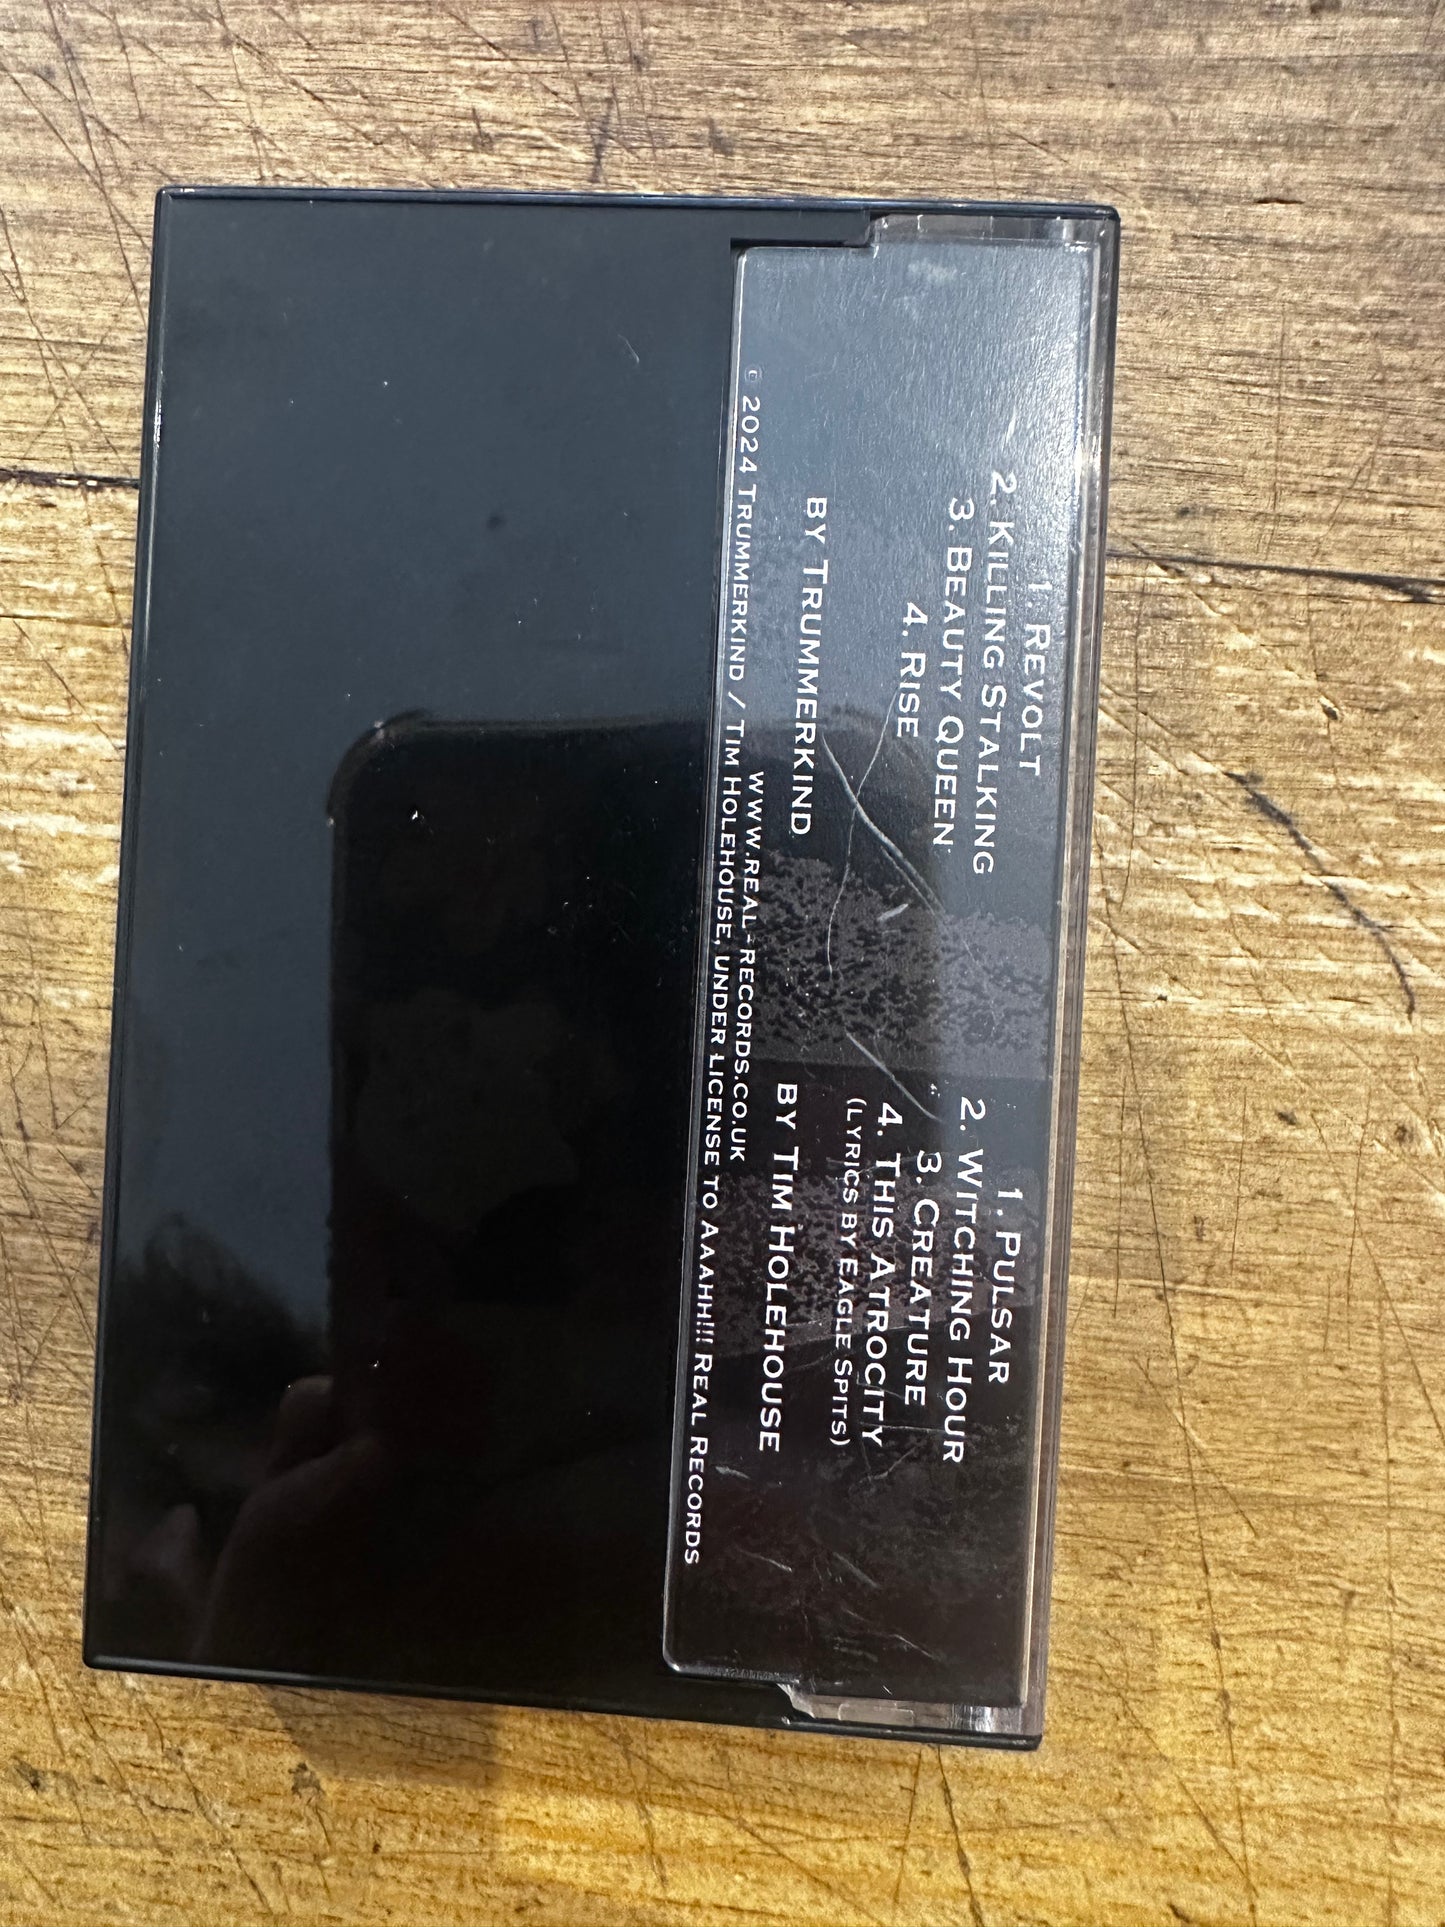 1. Revolt
2. Killing Stalking
3. Beauty Queen
4. Rise
by Trummerkind
1. Pulsar
2. Witching Hour
3. Creature
4. This Atrocity
(Lyrics by Eagle Spits)
by Tim Holehouse
www.real-records.co.uk
© 2024 Trummerkind / Tim Holehouse, under license to Aaahh!!! Real Records